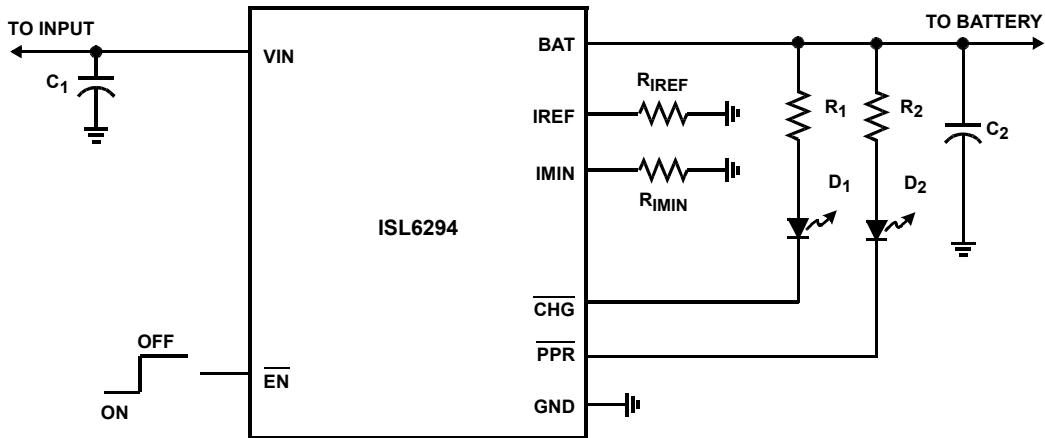 TO INPUT
C1
VIN
BAT
TO BATTERY
IREF
RIREF
IMIN
RIMIN
R1
R2
C2
D1
D2
ISL6294
CHG
PPR
OFF
ON
EN
GND